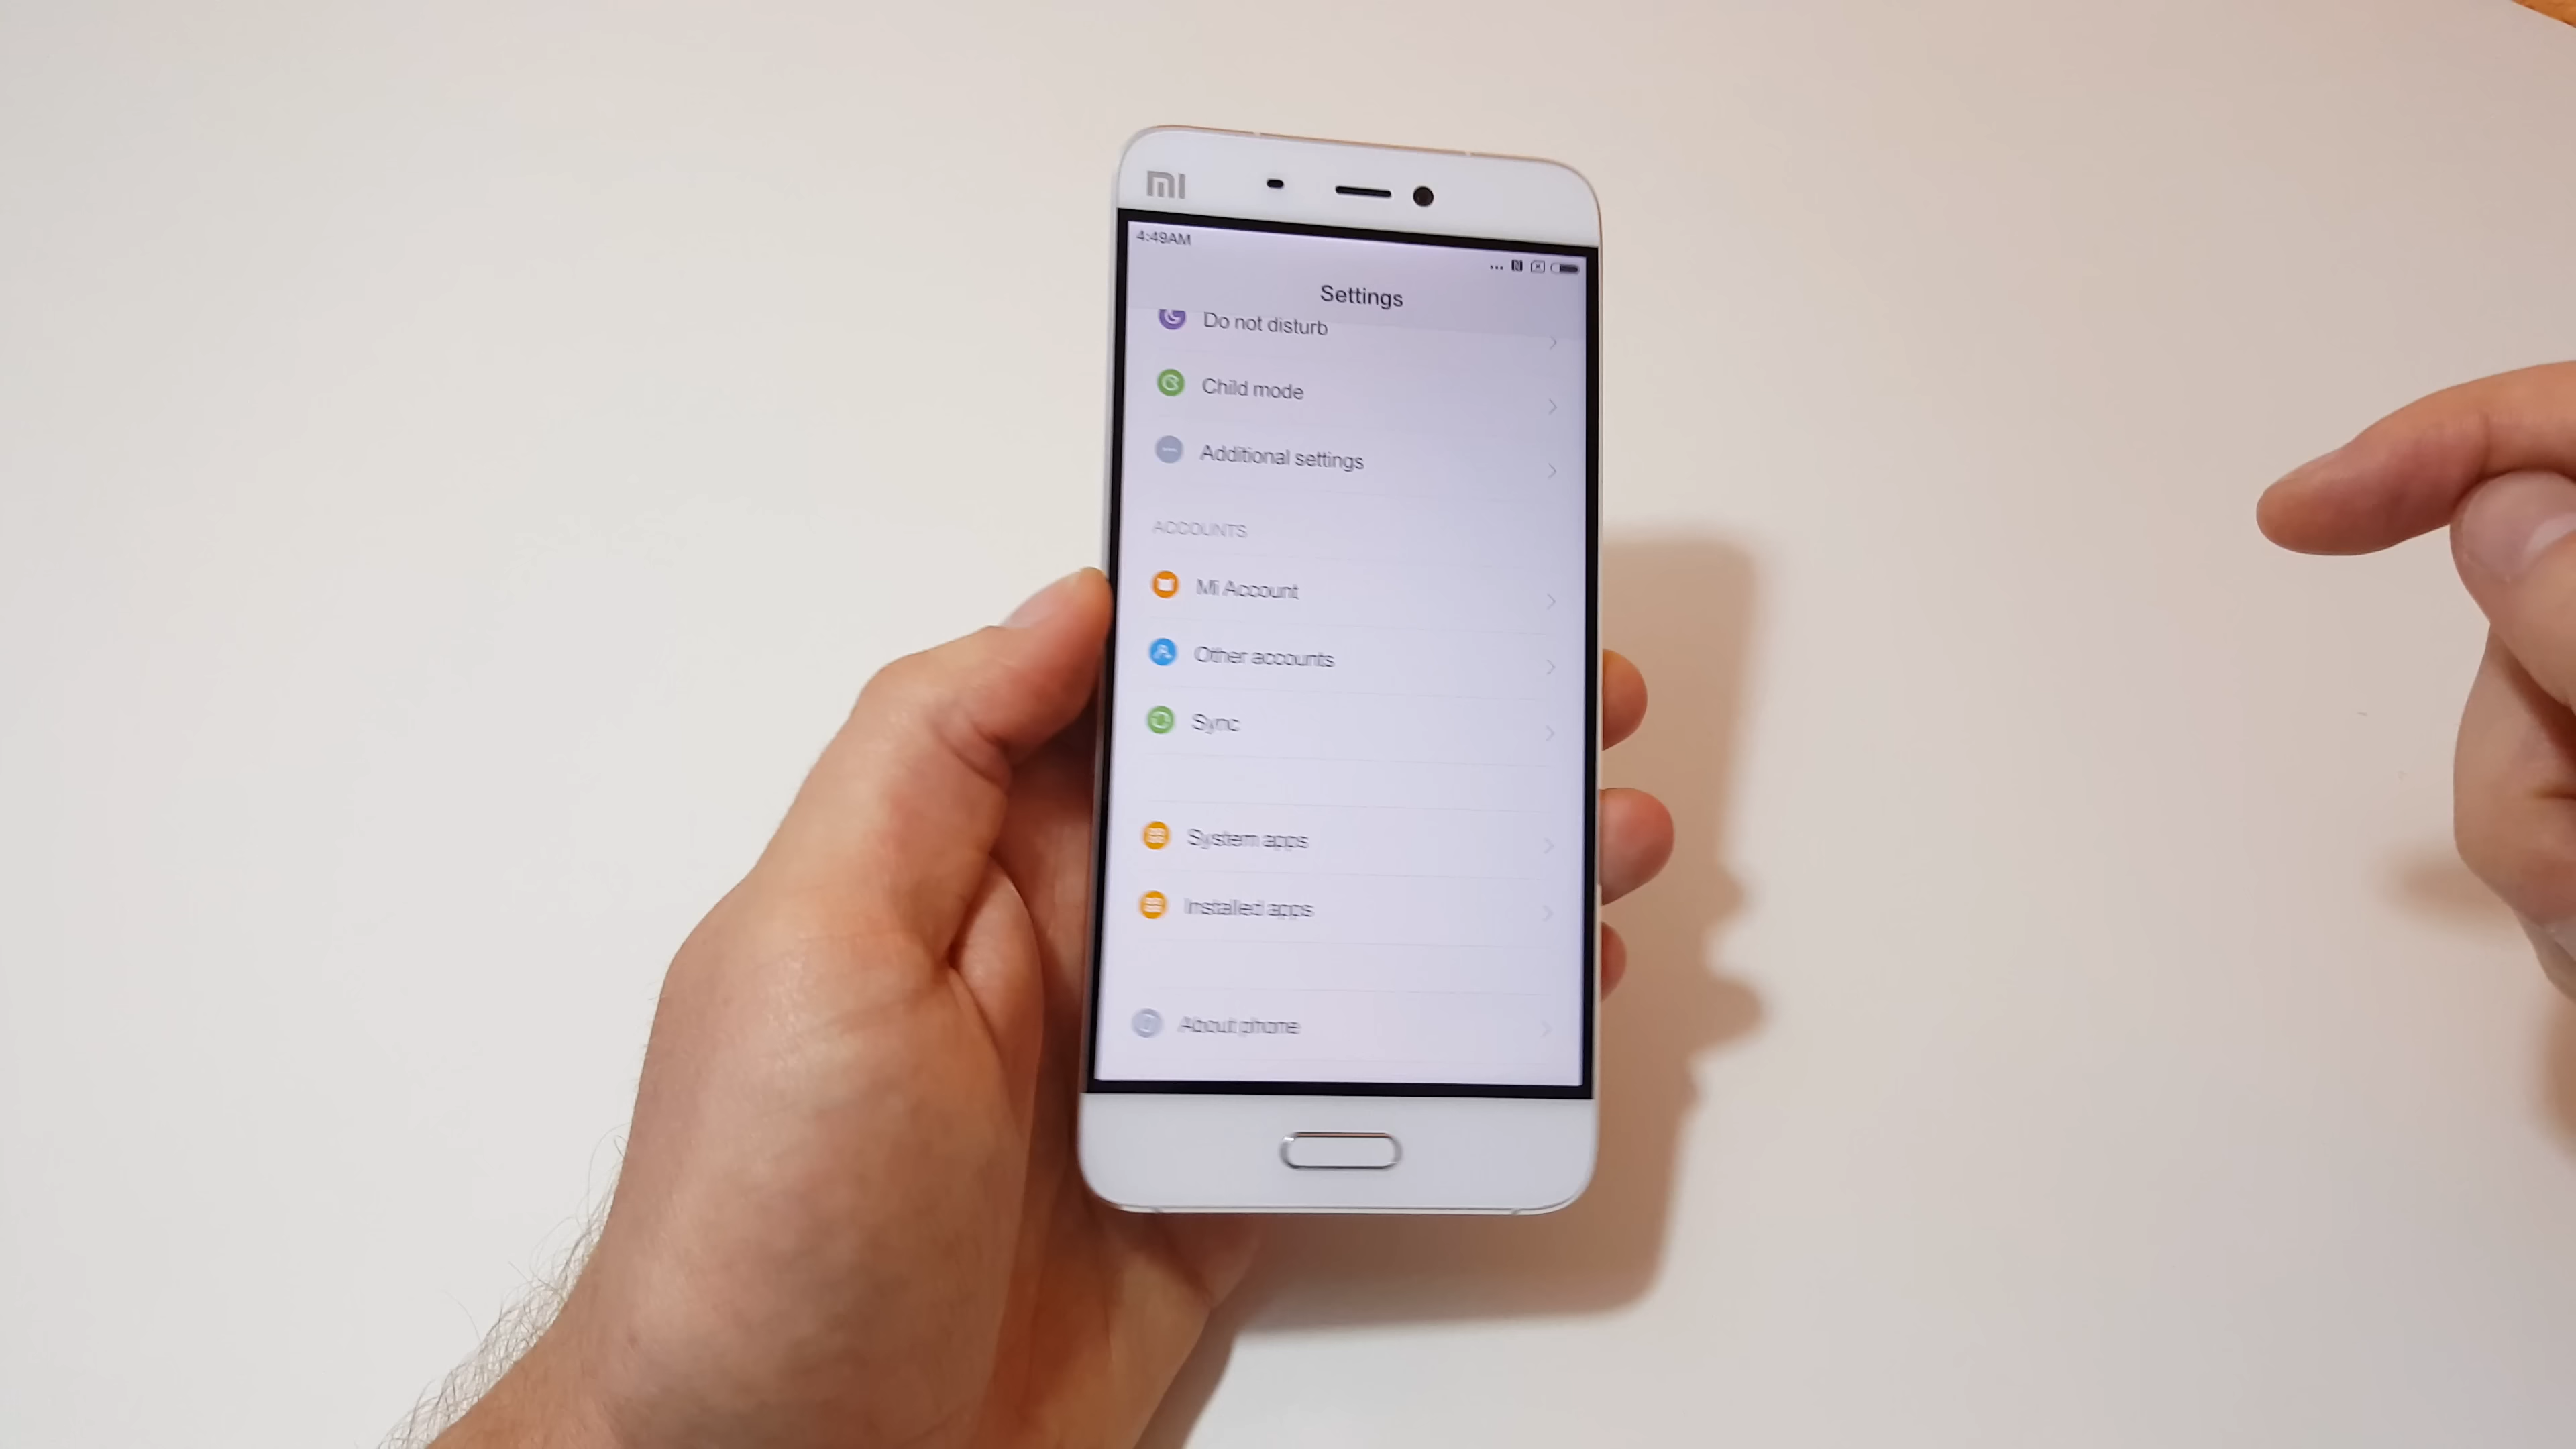 MI
4:49AM
Settings
Do not disturb
Child mode
Additional settings
ACCOUNTS
Mi Account
Other accounts
Sync
System apps
Installed apps
About phone